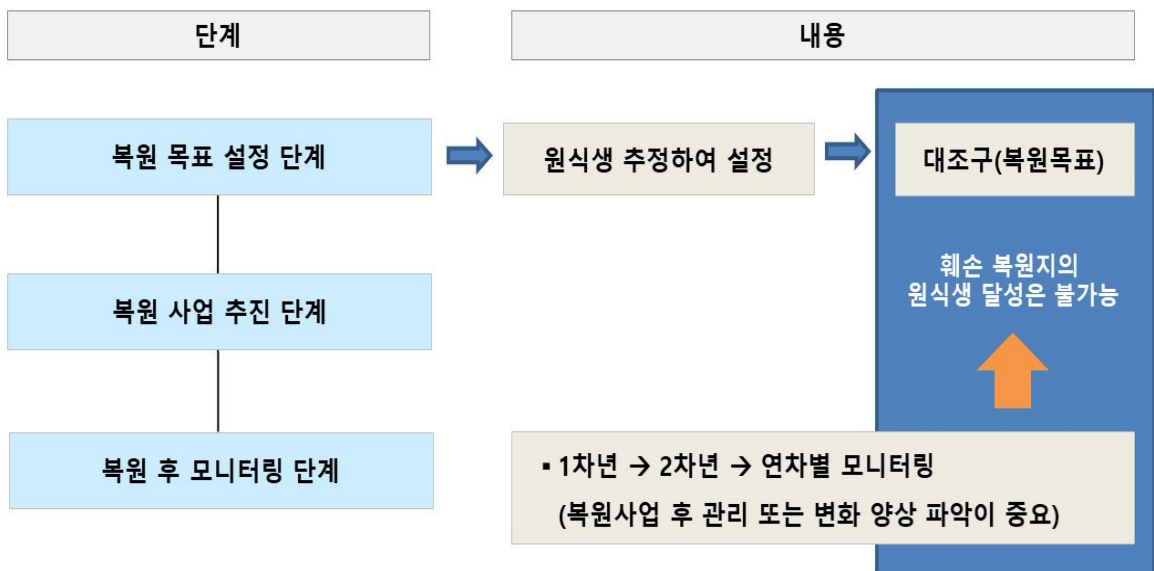 단계
내용
복원 목표 설정 단계
원식생 추정하여 설정
대조구(복원목표)
훼손 복원지의
원식생 달성은 불가능
복원 사업 추진 단계
복원 후 모니터링 단계
▪ 1차년 → 2차년 → 연차별 모니터링
(복원사업 후 관리 또는 변화 양상 파악이 중요)